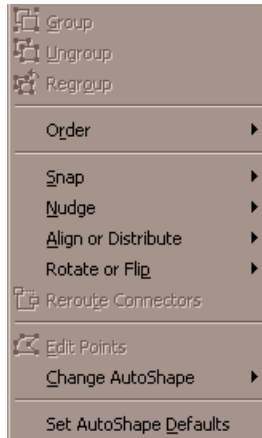 Group
Ungroup
Regroup
Order
Snap
Nudge
Align or Distribute
Rotate or Flip
Reroute Connectors
Edit Points
Change AutoShape
Set AutoShape Defaults